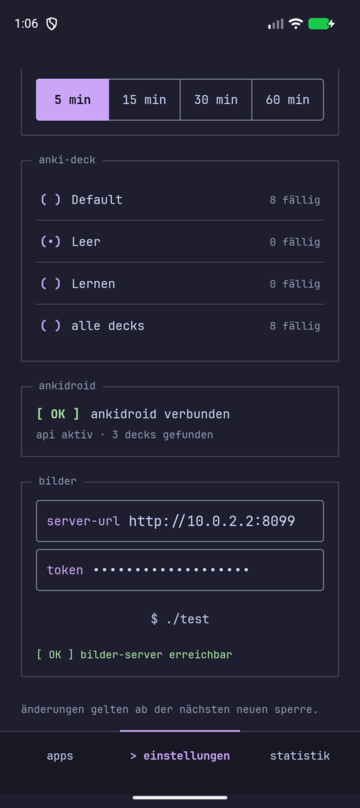 1:06
5 min 15 min 30 min 60 min
anki-deck
( ) Default 8 fällig
(•) Leer 0 fällig
( ) Lernen 0 fällig
( ) alle decks 8 fällig
ankidroid
[ OK ] ankidroid verbunden
api aktiv · 3 decks gefunden
bilder
server-url http://10.0.2.2:8099
token •••••••••••••••••••
$ ./test
[ OK ] bilder-server erreichbar
änderungen gelten ab der nächsten neuen sperre.
apps > einstellungen statistik